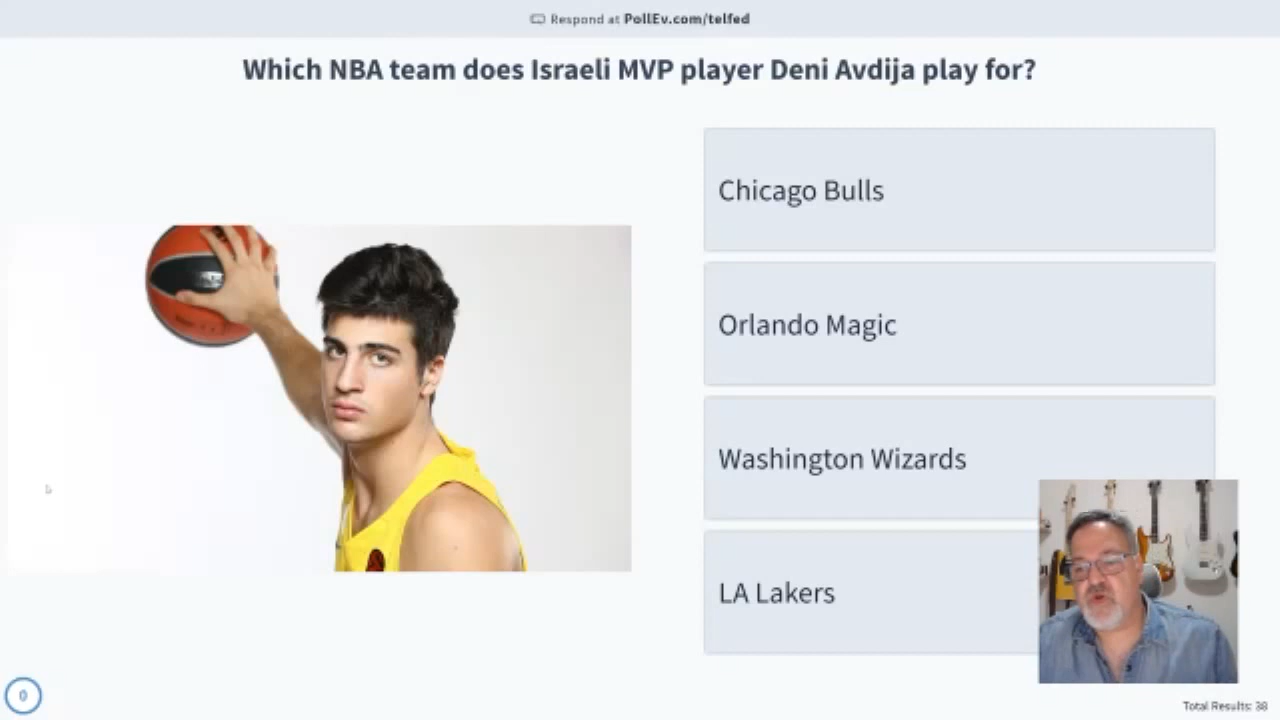 Respond at PollEv.com/telfed
Which NBA team does Israeli MVP player Deni Avdija play for?
Chicago Bulls
Orlando Magic
Washington Wizards
LA Lakers
0
Total Results: 38